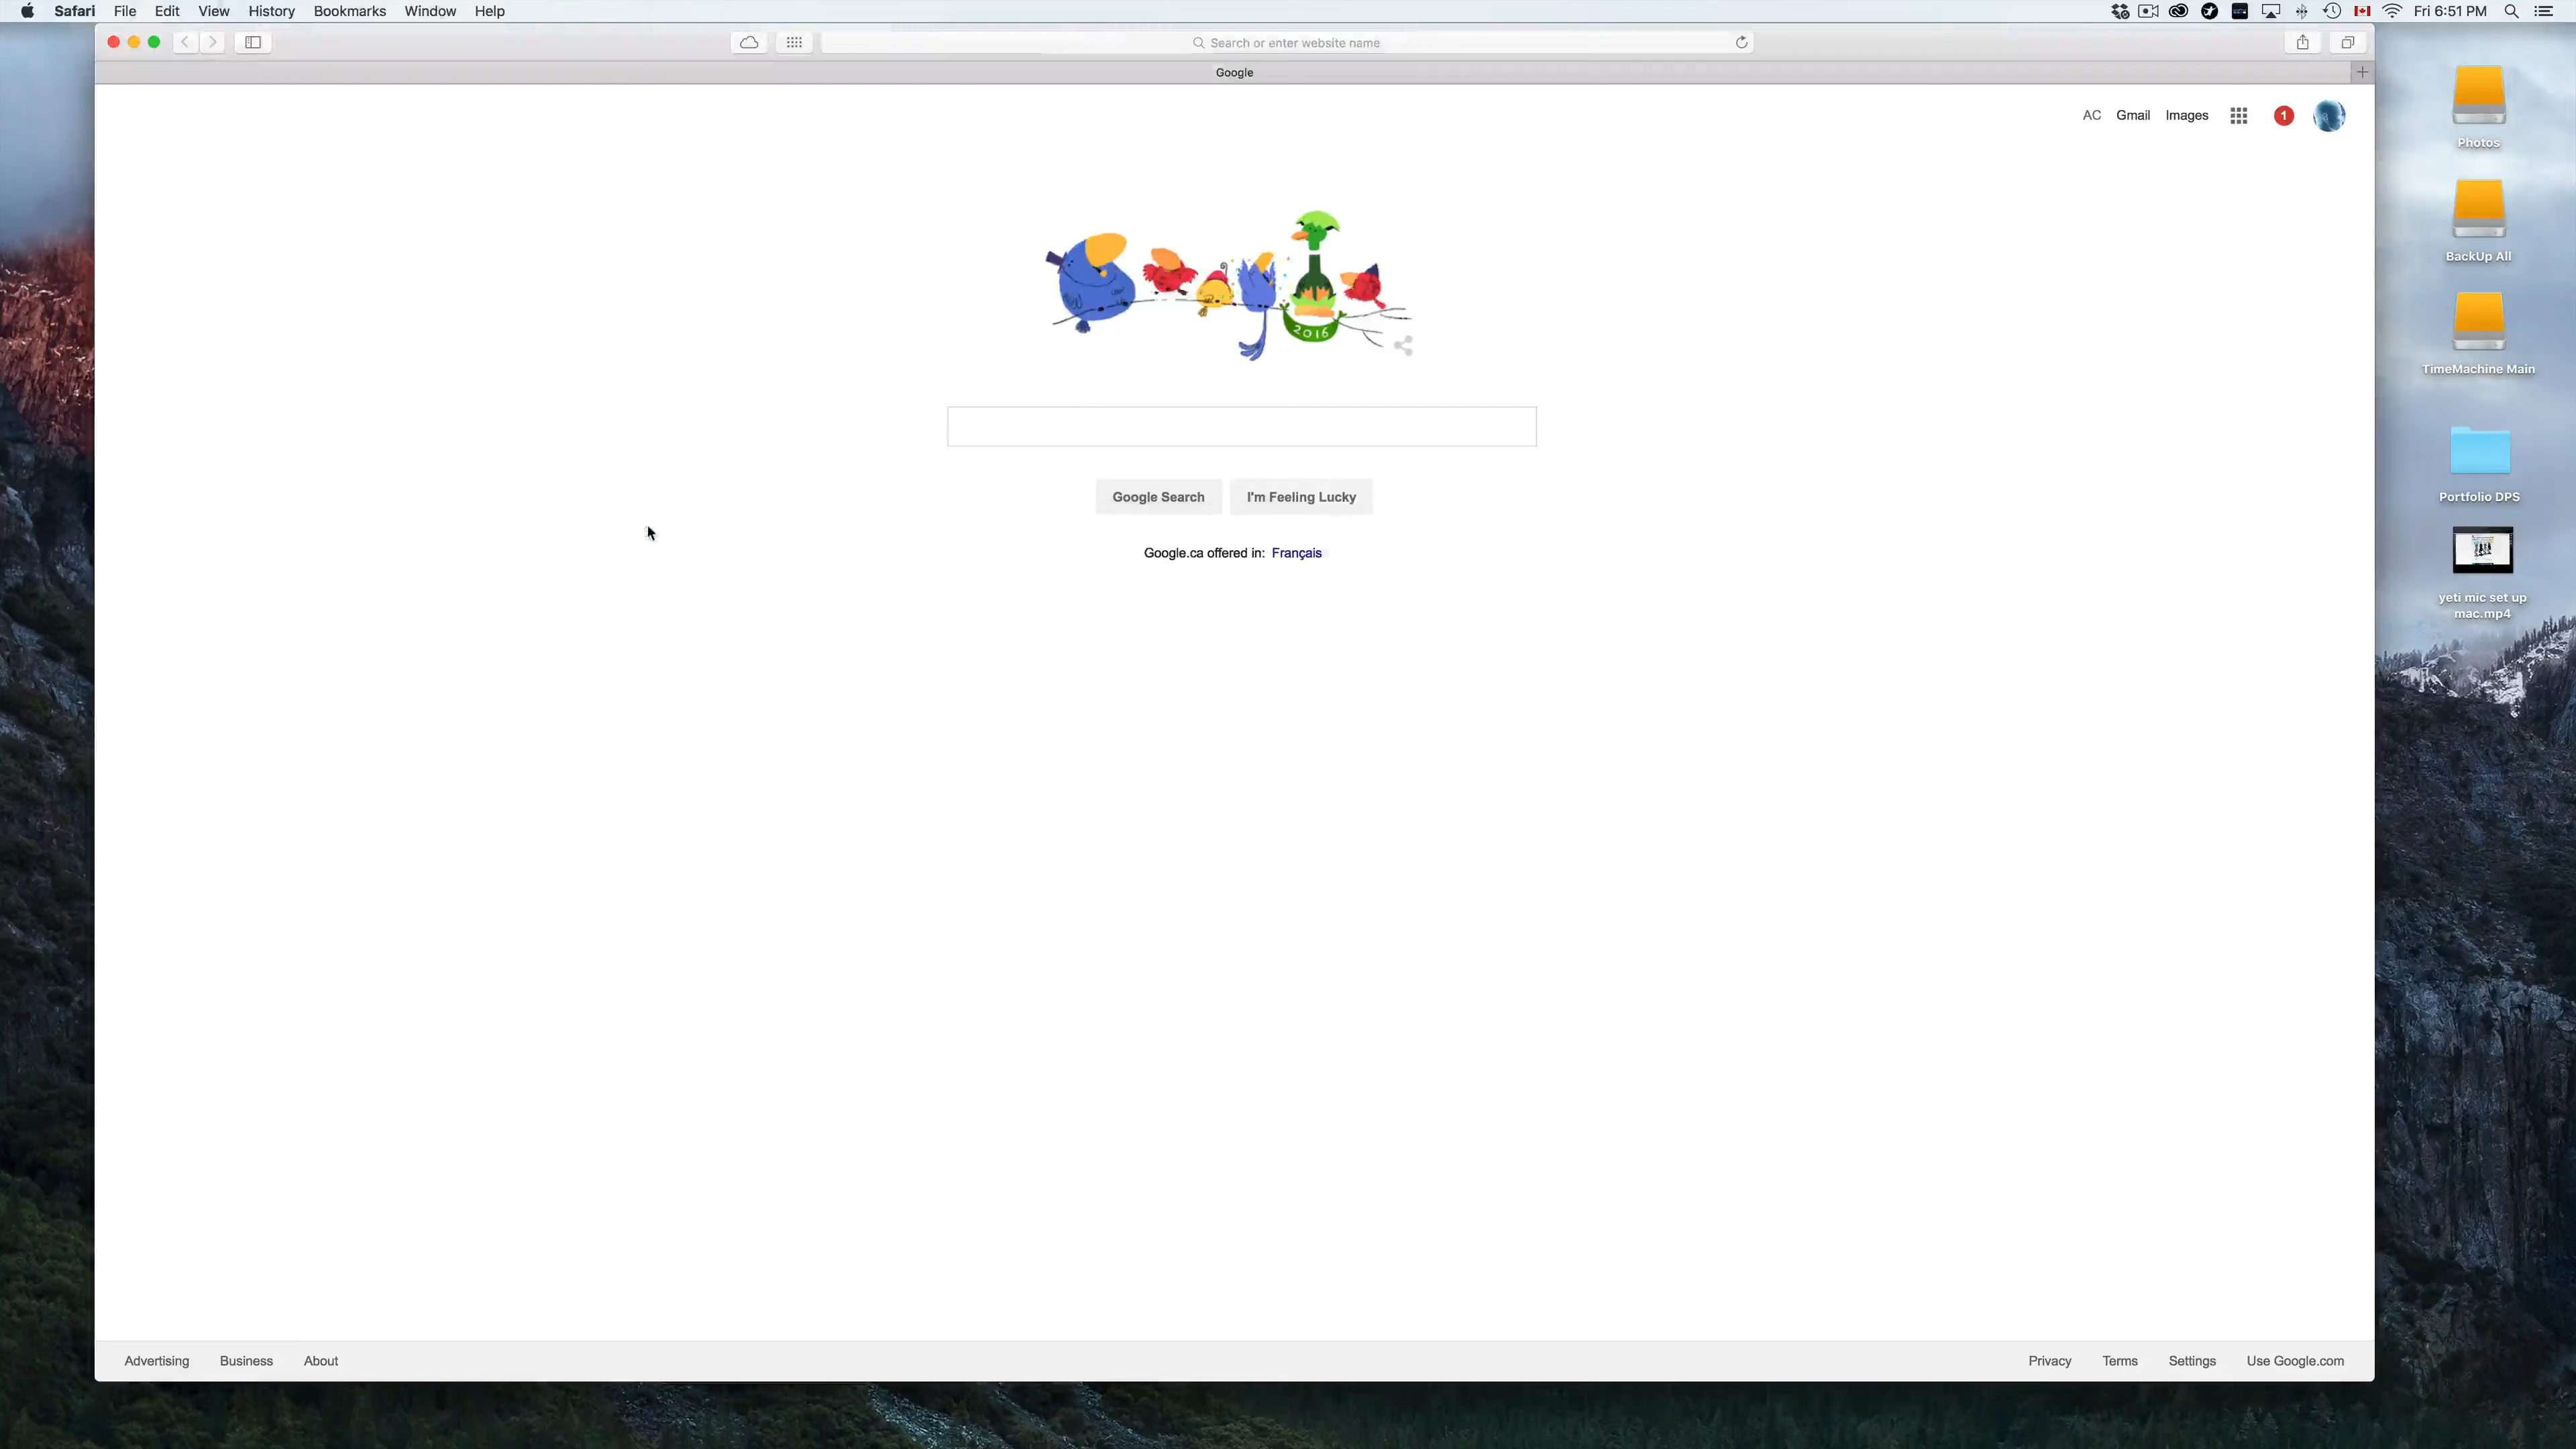 Safari File Edit View History Bookmarks Window Help Fri 6:51 PM
Search or enter website name
Google
AC Gmail Images 1
Photos
BackUp All
2016
TimeMachine Main
Google Search I'm Feeling Lucky
Portfolio DPS
Google.ca offered in: Français
yeti mic set up
mac.mp4
Advertising Business About Privacy Terms Settings Use Google.com